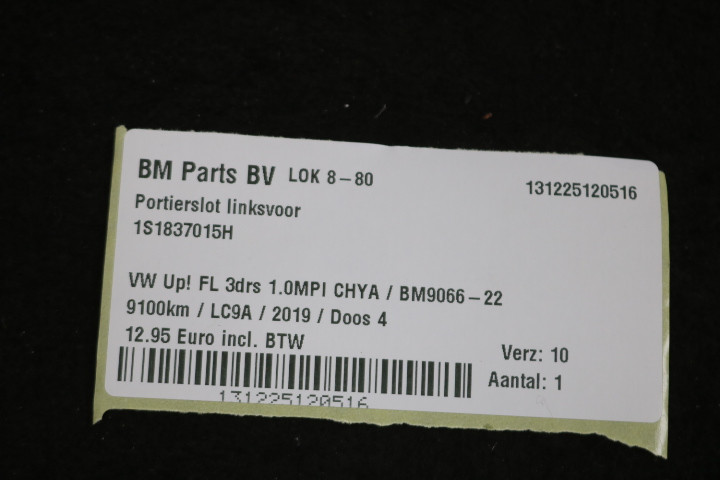 BM Parts BV LOK 8-80 131225120516
Portierslot linksvoor
1S1837015H
VW Up! FL 3drs 1.0MPI CHYA / BM9066-22
9100km / LC9A / 2019 / Doos 4
12.95 Euro incl. BTW
Verz: 10
Aantal: 1
131225120516